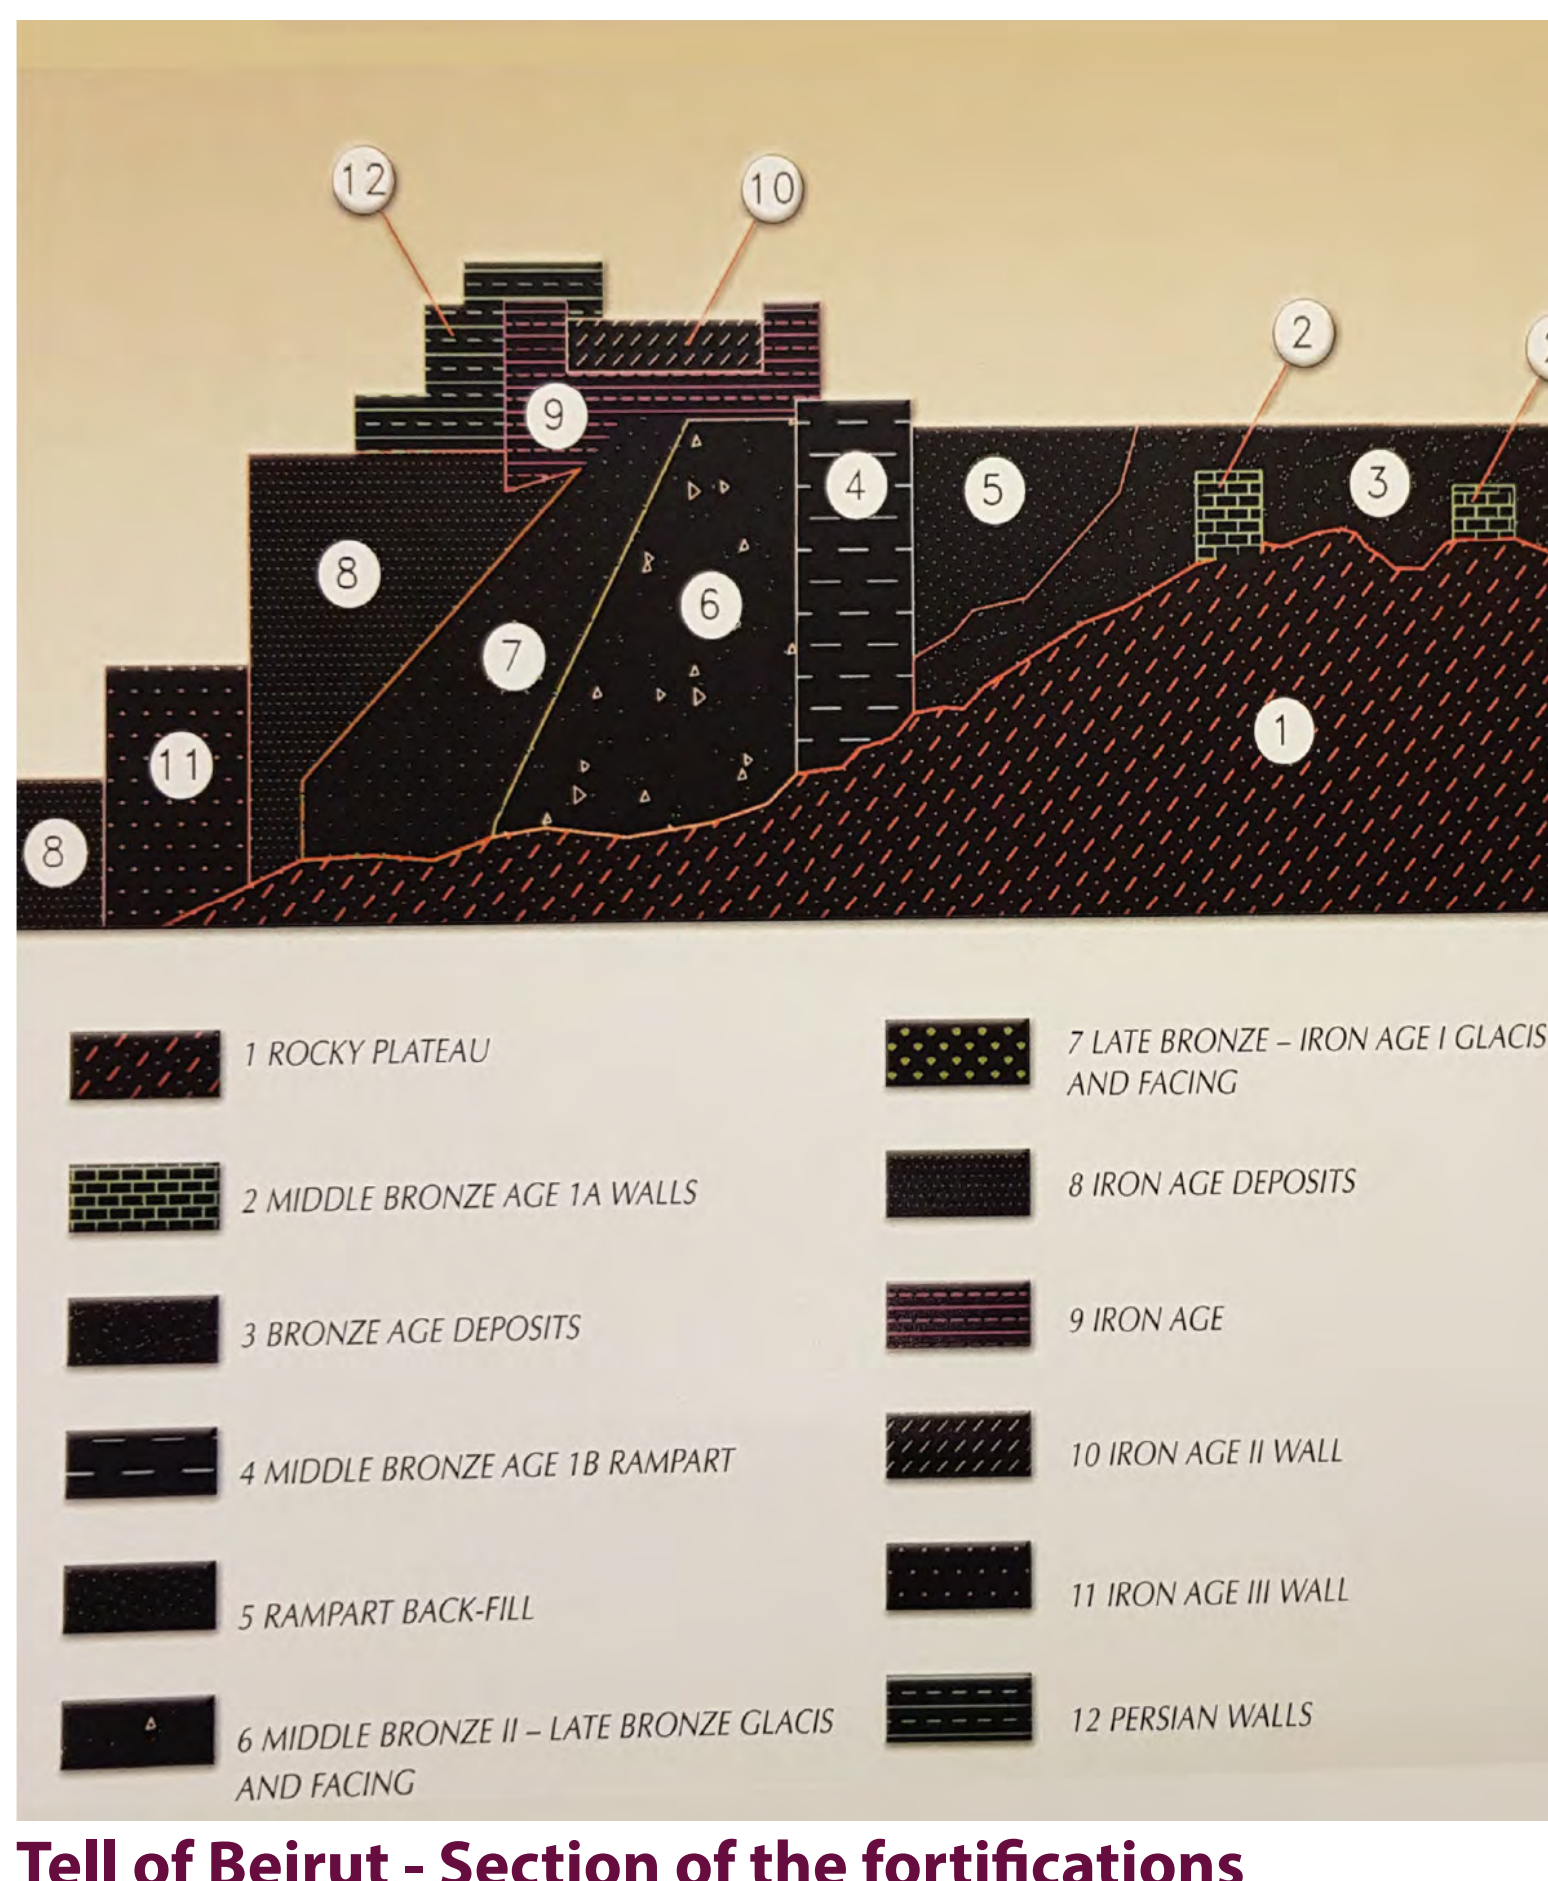 12
10
2
9
4
5
3
8
6
7
1
11
8
1 ROCKY PLATEAU
2 MIDDLE BRONZE AGE 1A WALLS
3 BRONZE AGE DEPOSITS
4 MIDDLE BRONZE AGE 1B RAMPART
5 RAMPART BACK-FILL
6 MIDDLE BRONZE II – LATE BRONZE GLACIS
AND FACING
7 LATE BRONZE – IRON AGE I GLACIS
AND FACING
8 IRON AGE DEPOSITS
9 IRON AGE
10 IRON AGE II WALL
11 IRON AGE III WALL
12 PERSIAN WALLS
Tell of Beirut - Section of the fortifications